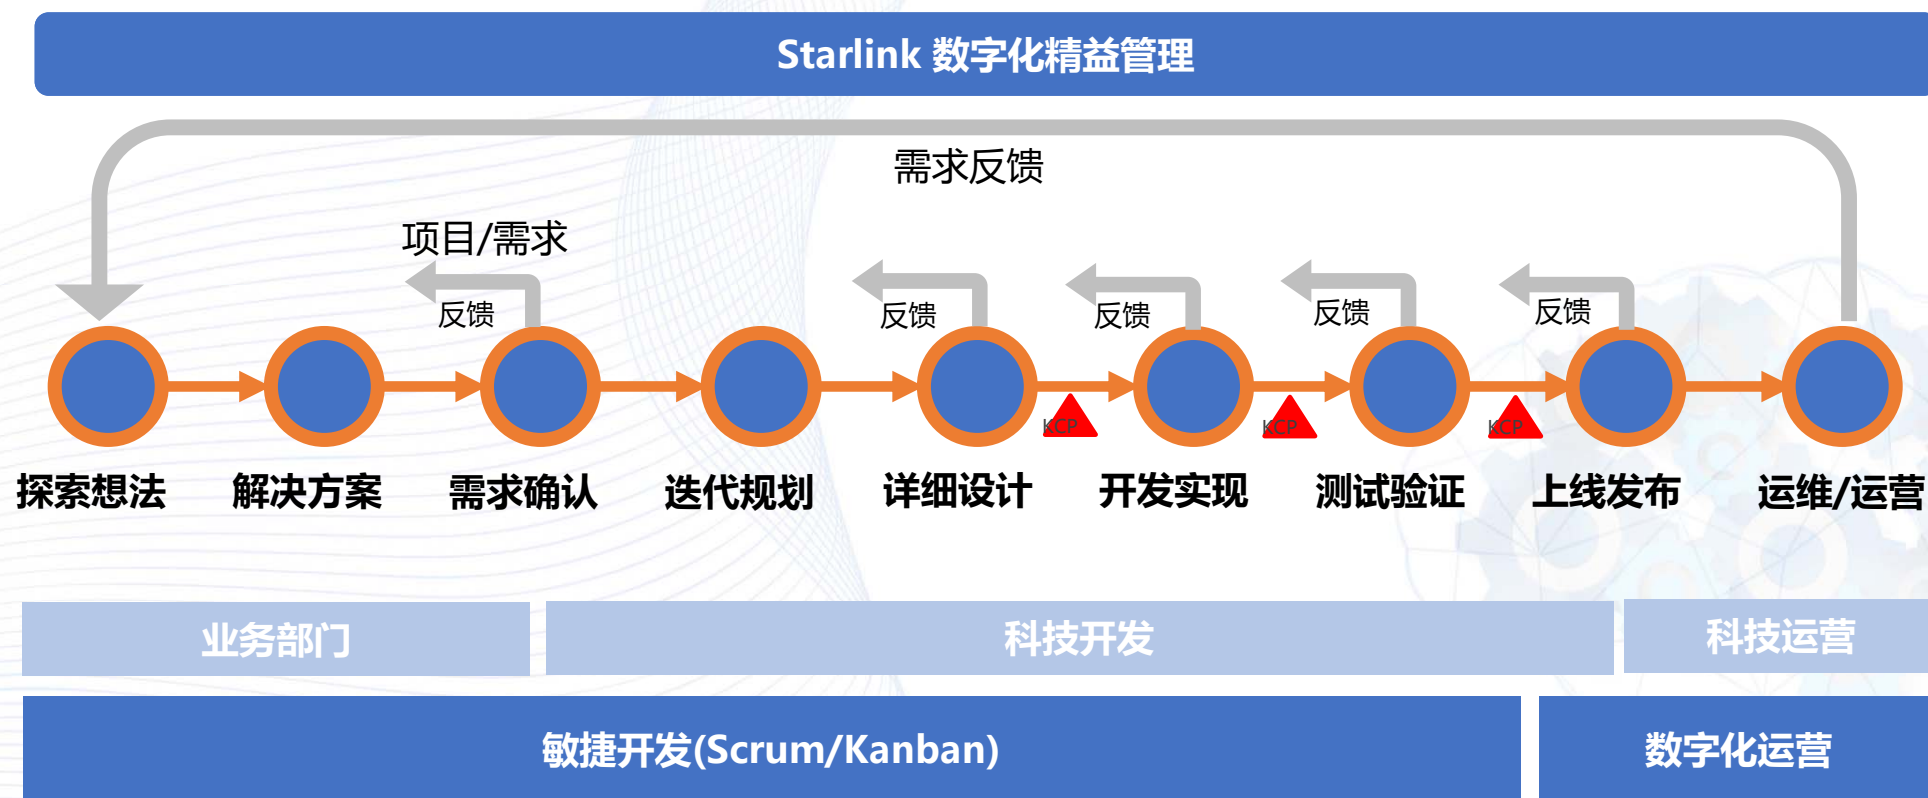 Starlink 数字化精益管理
需求反馈
项目/需求
反馈
反馈
反馈
反馈
反馈
KCP
KCP
KCP
探索想法
解决方案
需求确认
迭代规划
详细设计
开发实现
测试验证
上线发布
运维/运营
业务部门
科技开发
科技运营
敏捷开发(Scrum/Kanban)
数字化运营